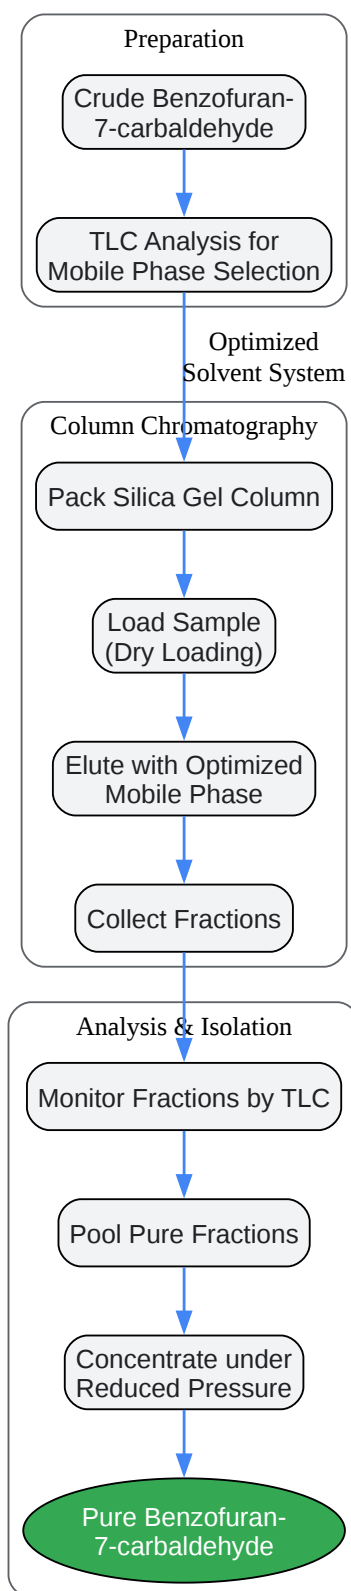 Preparation
Crude Benzofuran-
7-carbaldehyde
TLC Analysis for
Mobile Phase Selection
Optimized
Solvent System
Column Chromatography
Pack Silica Gel Column
Load Sample
(Dry Loading)
Elute with Optimized
Mobile Phase
Collect Fractions
Analysis & Isolation
Monitor Fractions by TLC
Pool Pure Fractions
Concentrate under
Reduced Pressure
Pure Benzofuran-
7-carbaldehyde